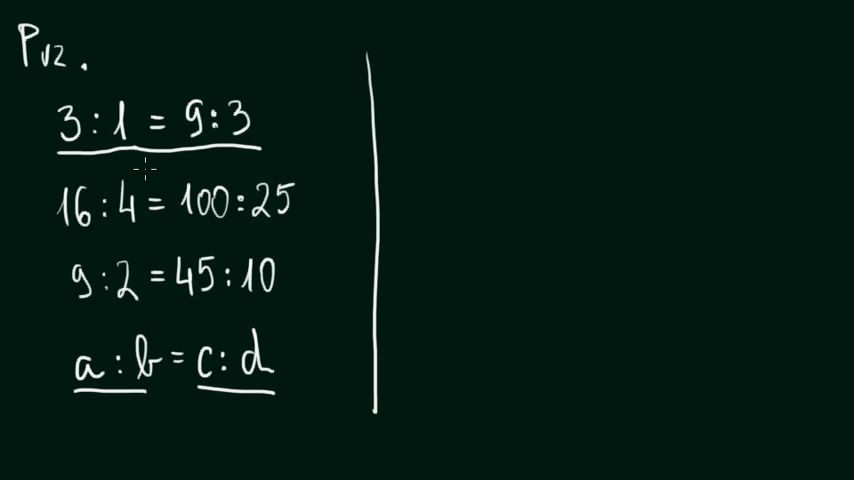 Pvz.
3 : 1 = 9 : 3
16 : 4 = 100 : 25
9 : 2 = 45 : 10
a : b = c : d